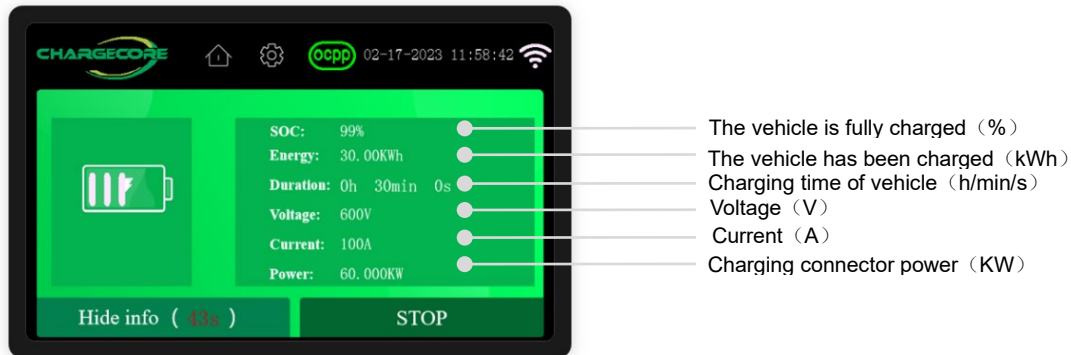 CHARGECORE
ocpp 02-17-2023 11:58:42
SOC: 99%
Energy: 30.00KWh
Duration: 0h 30min 0s
Voltage: 600V
Current: 100A
Power: 60.000KW
Hide info ( 43s )
STOP
The vehicle is fully charged（%）
The vehicle has been charged（kWh）
Charging time of vehicle（h/min/s）
Voltage（V）
Current（A）
Charging connector power（KW）